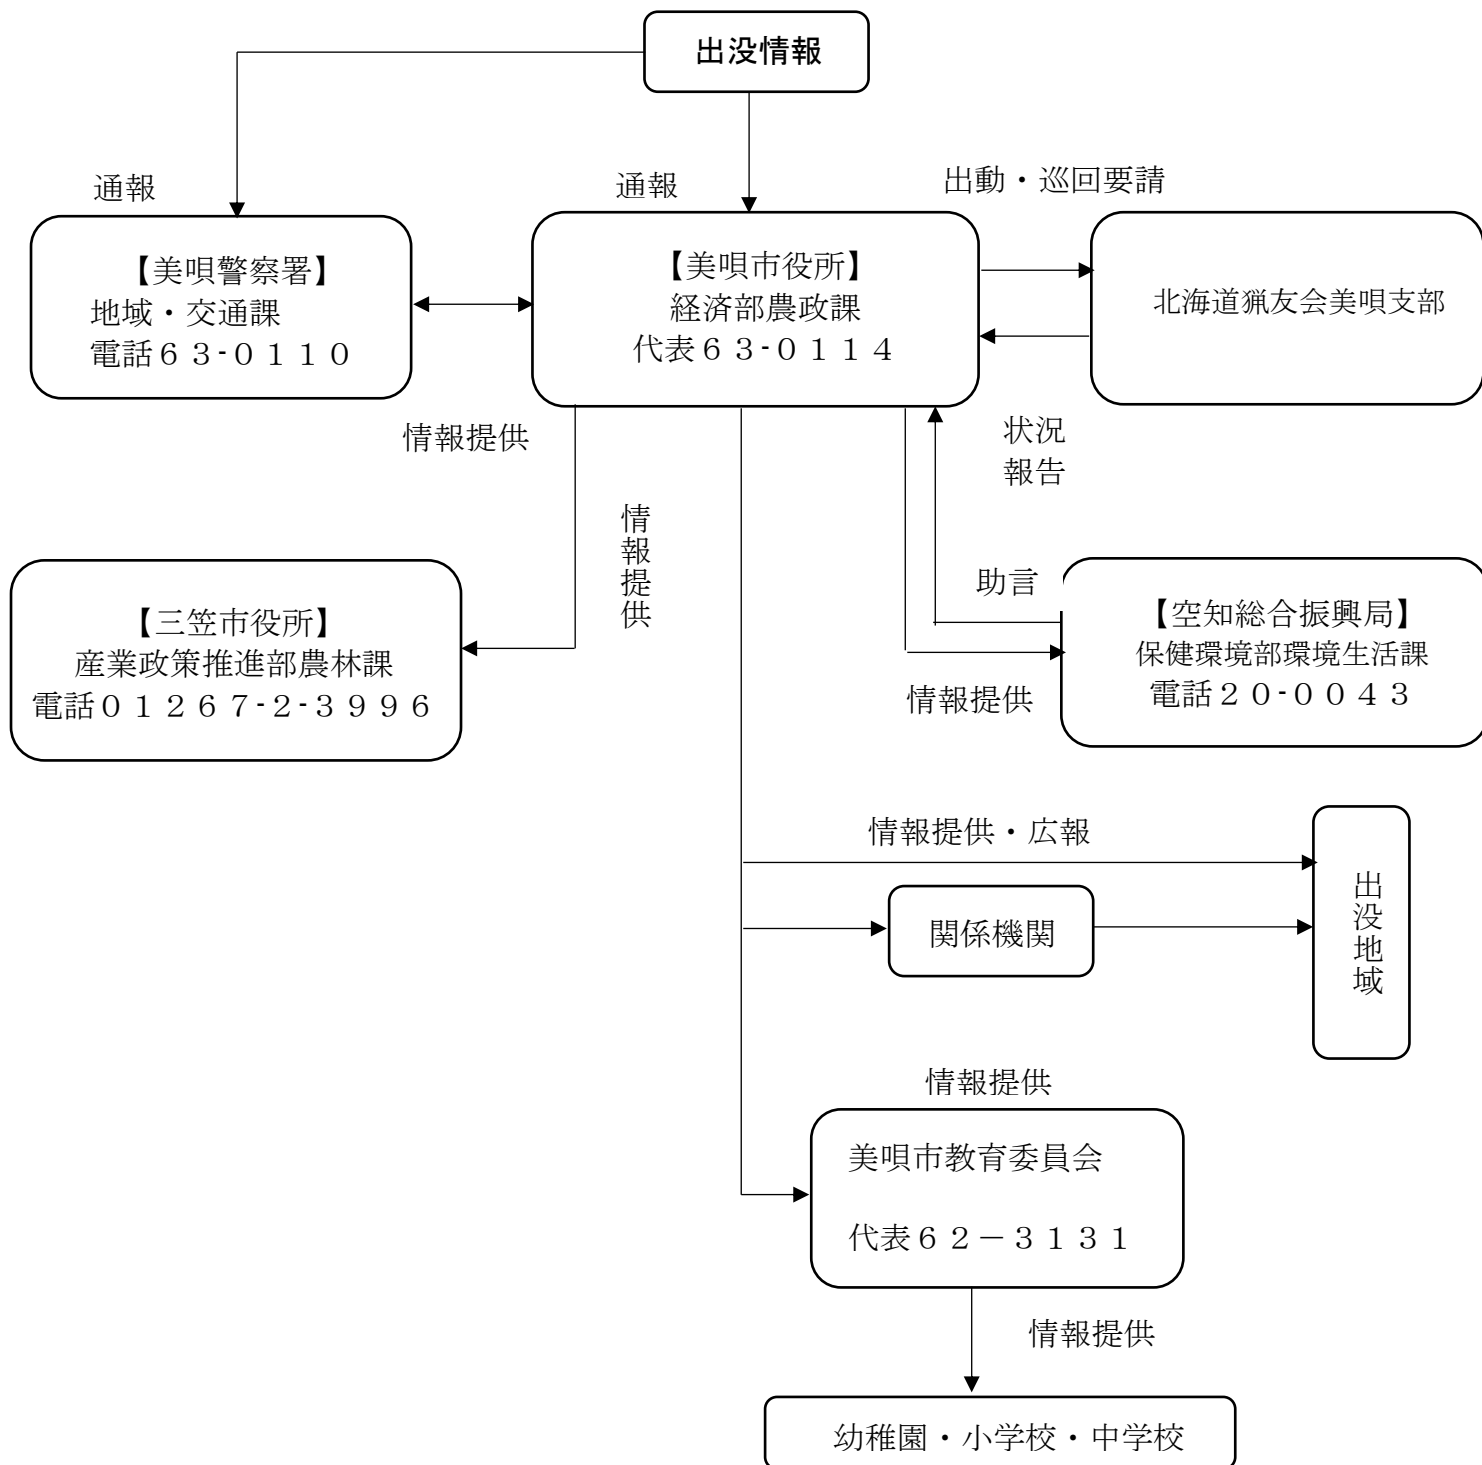 出没情報
通報
通報
出動・巡回要請
【美唄警察署】
地域・交通課
電話６３-０１１０
【美唄市役所】
経済部農政課
代表６３-０１１４
北海道猟友会美唄支部
情報提供
情報提供
状況
報告
助言
【三笠市役所】
産業政策推進部農林課
電話０１２６７-２-３９９６
【空知総合振興局】
保健環境部環境生活課
電話２０-００４３
情報提供
情報提供・広報
関係機関
出没地域
情報提供
美唄市教育委員会
代表６２－３１３１
情報提供
幼稚園・小学校・中学校